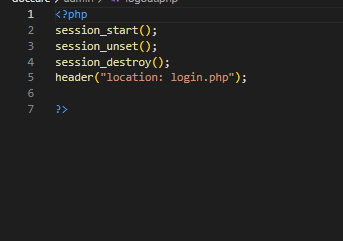 1 <?php
2 session_start();
3 session_unset();
4 session_destroy();
5 header("location: login.php");
6
7 ?>